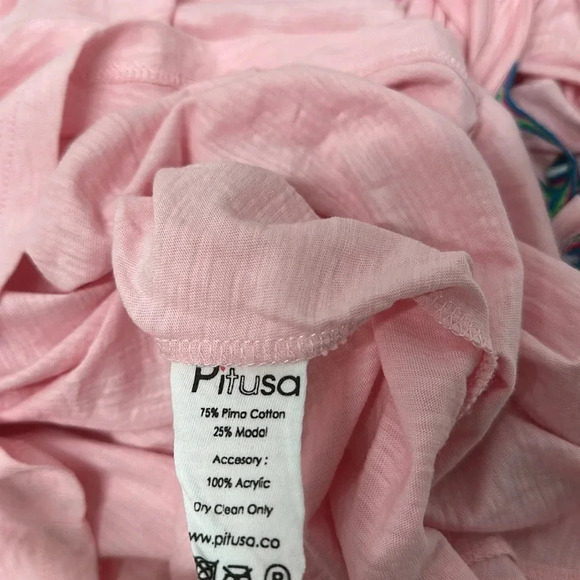 Pitusa
75% Pima Cotton
25% Modal
Accesory :
100% Acrylic
Dry Clean Only
www.pitusa.co
P